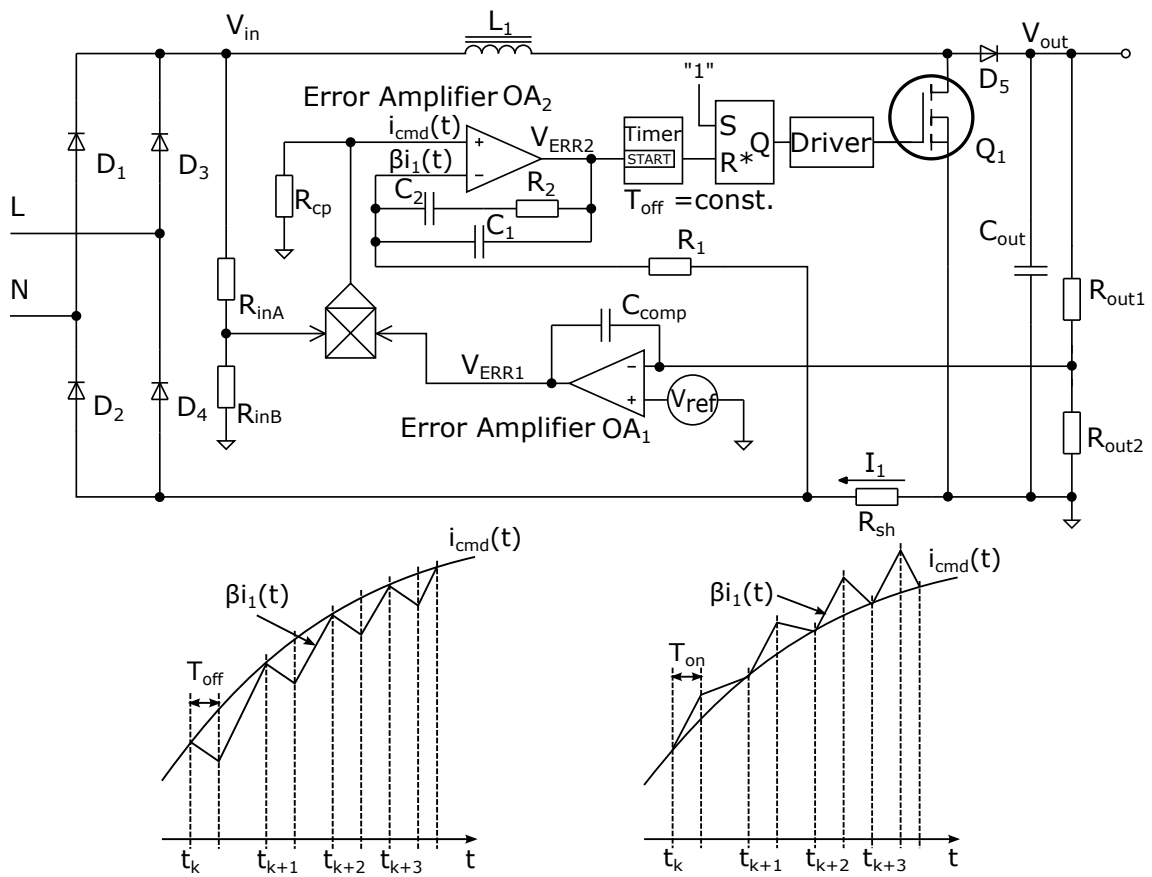 V_in
L_1
V_out
"1"
D_5
Error Amplifier OA_2
i_cmd(t)
V_ERR2
Timer
START
S
Q
R*
Driver
Q_1
D_1
D_3
βi_1(t)
R_cp
C_2
R_2
T_off =const.
L
C_1
R_1
C_out
N
R_inA
C_comp
R_out1
V_ERR1
V_ref
D_2
D_4
R_inB
Error Amplifier OA_1
R_out2
I_1
R_sh
i_cmd(t)
βi_1(t)
T_off
t_k
t_k+1
t_k+2
t_k+3
t
i_cmd(t)
βi_1(t)
T_on
t_k
t_k+1
t_k+2
t_k+3
t